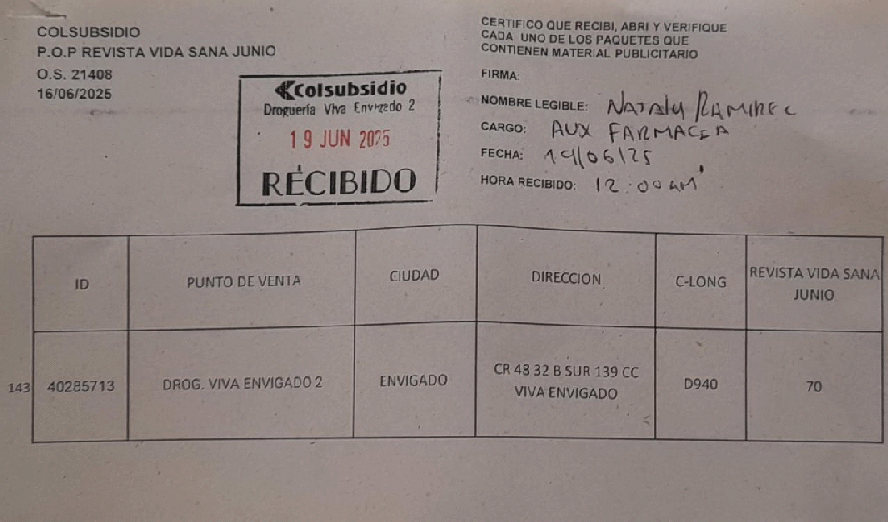 COLSUBSIDIO
P.O.P REVISTA VIDA SANA JUNIO
O.S. 21408
16/06/2025
Colsubsidio
Droguería Viva Envigado 2
19 JUN 2025
RECIBIDO
CERTIFICO QUE RECIBI, ABRI Y VERIFIQUE
CADA UNO DE LOS PAQUETES QUE
CONTIENEN MATERIAL PUBLICITARIO
FIRMA:
NOMBRE LEGIBLE: NATALY RAMIREZ
CARGO: AUX FARMACIA
FECHA: 19/06/25
HORA RECIBIDO: 12:00 am
ID PUNTO DE VENTA CIUDAD DIRECCION C-LONG REVISTA VIDA SANA
JUNIO
143 40285713 DROG. VIVA ENVIGADO 2 ENVIGADO CR 48 32 B SUR 139 CC
VIVA ENVIGADO D940 70